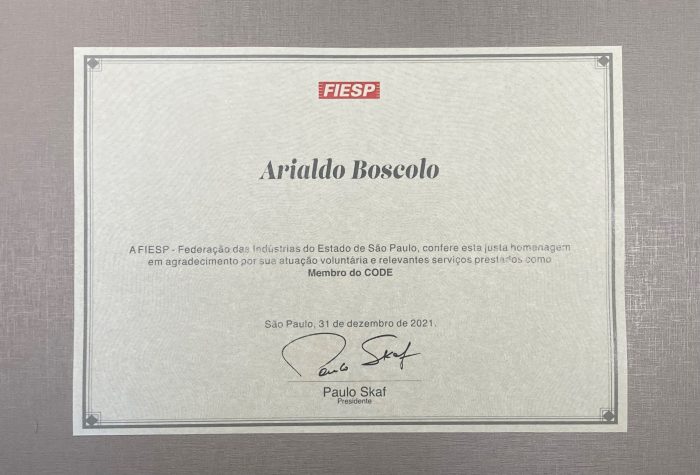 FIESP
Arialdo Boscolo
A FIESP - Federação das Indústrias do Estado de São Paulo, confere esta justa homenagem
em agradecimento por sua atuação voluntária e relevantes serviços prestados como
Membro do CODE
São Paulo, 31 de dezembro de 2021.
Paulo Skaf
Paulo Skaf
Presidente